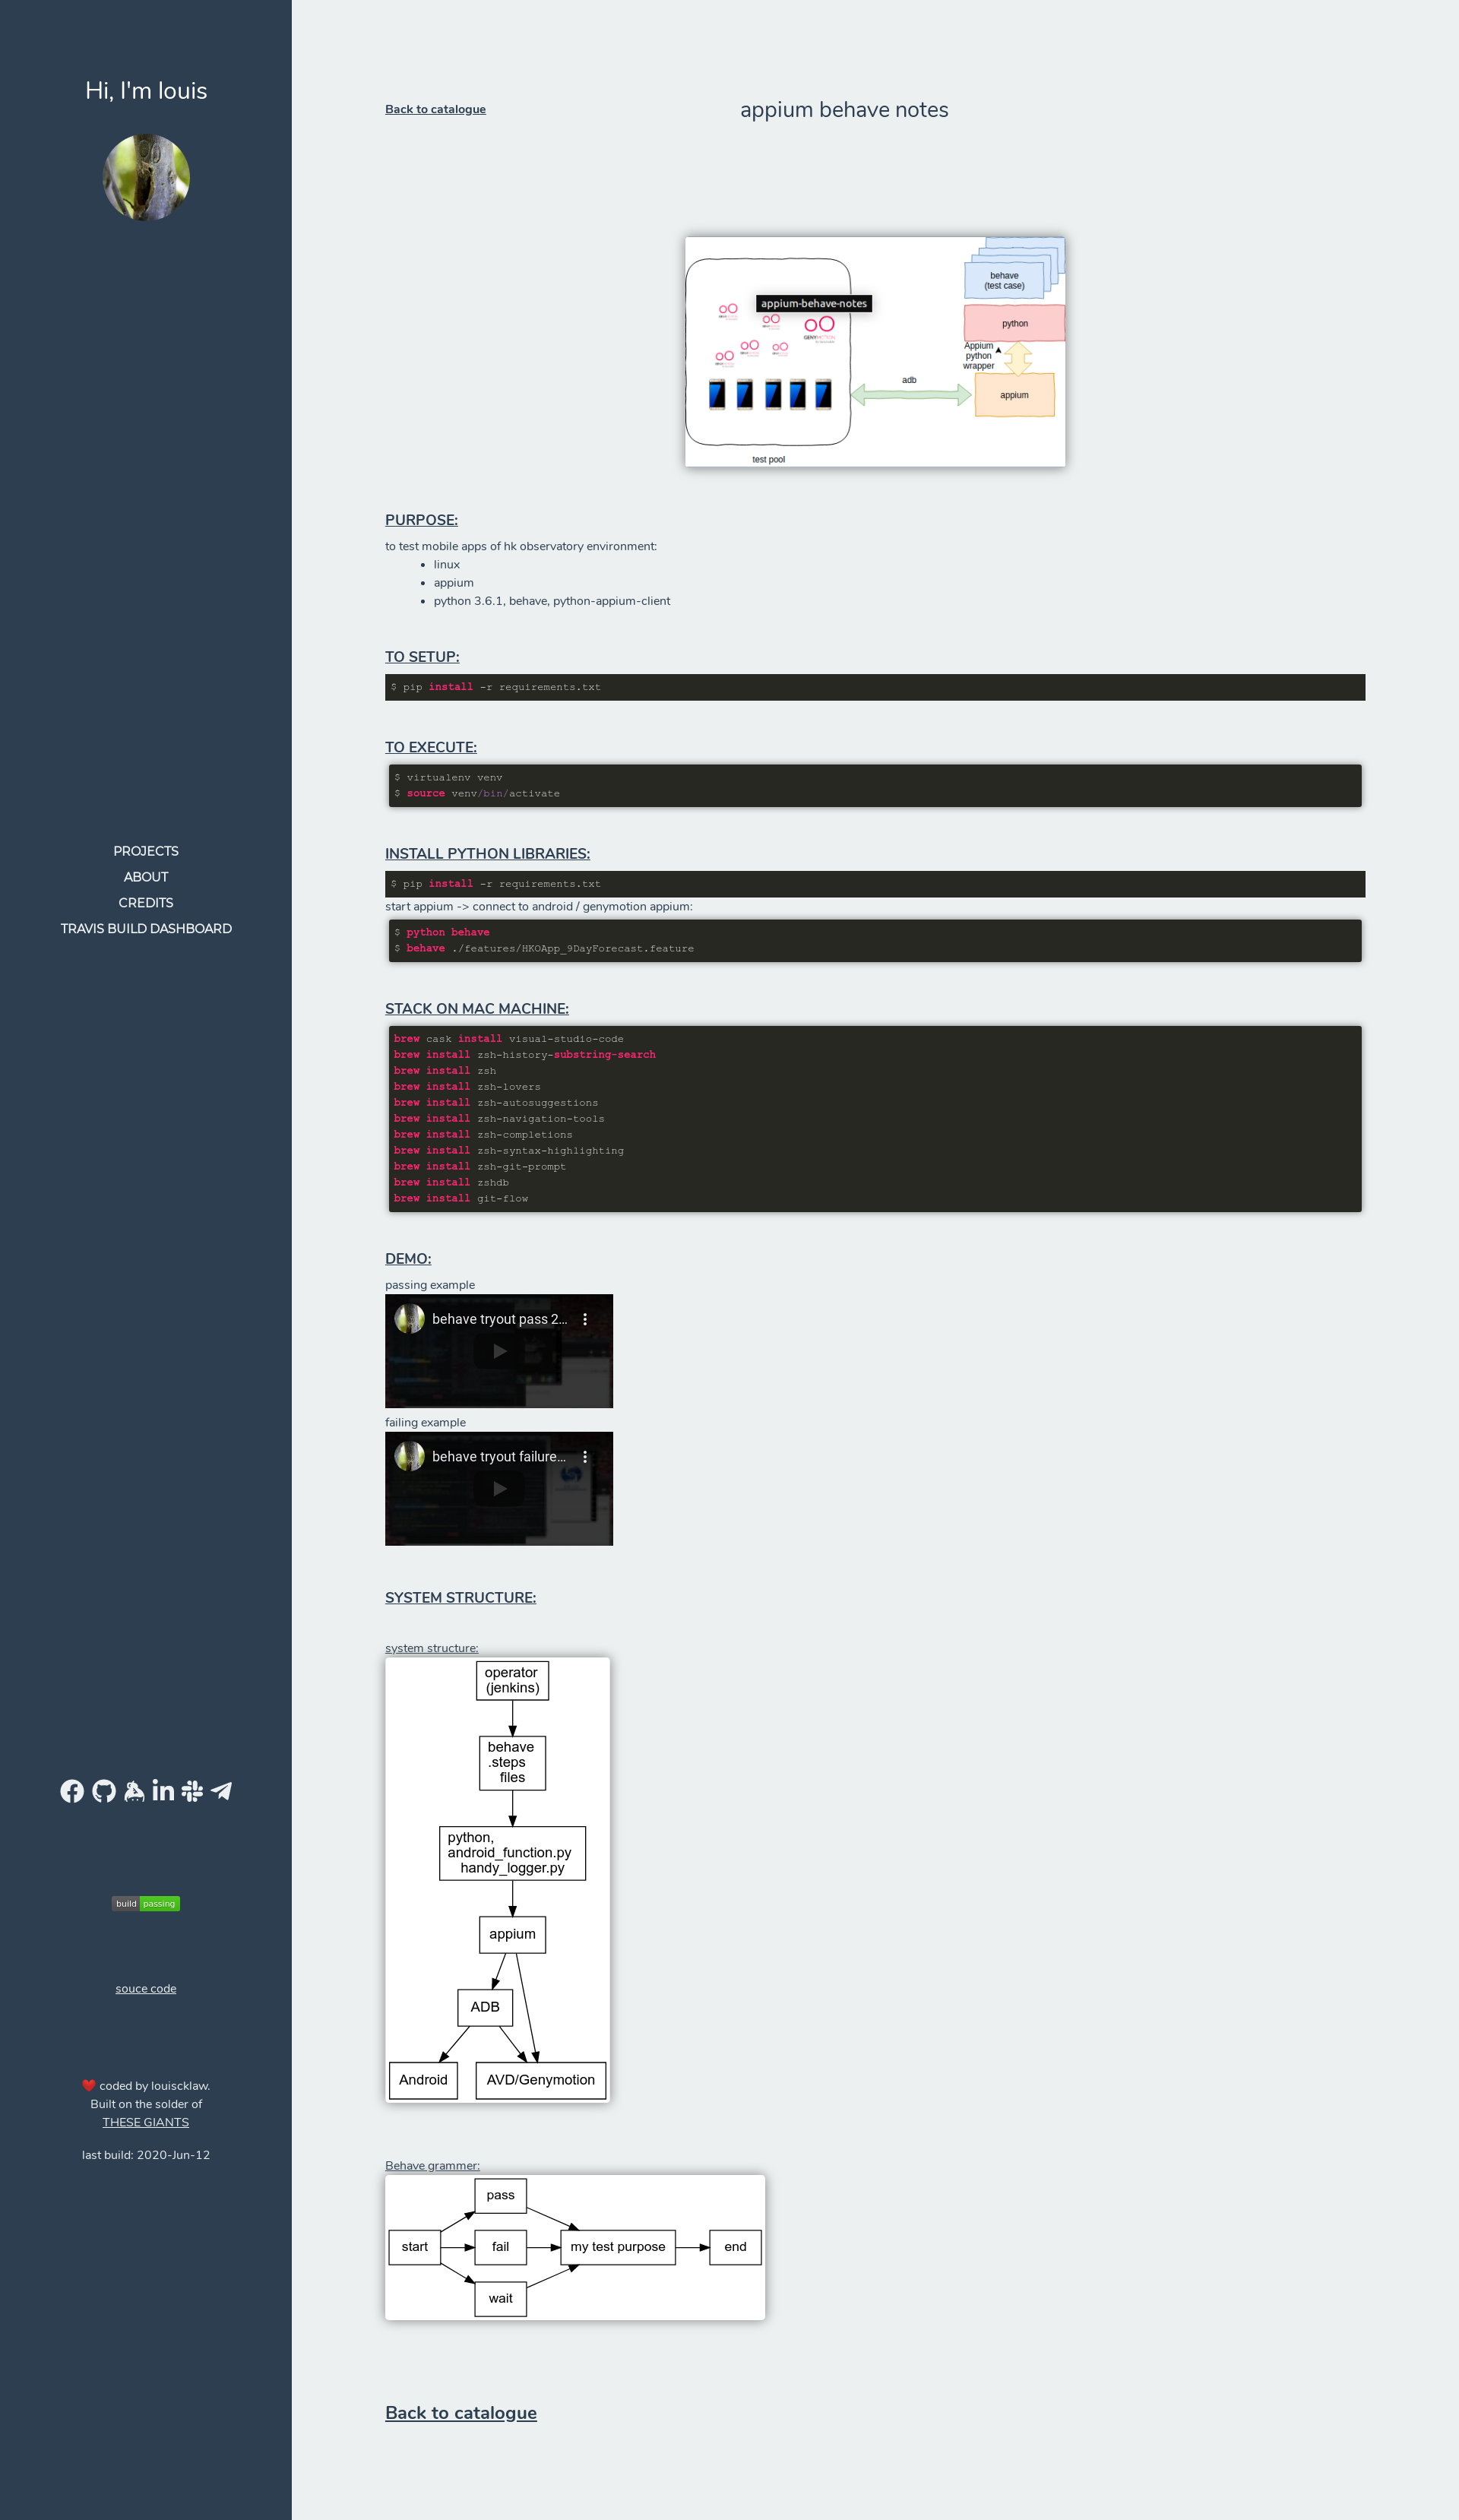 Hi, I'm louis
PROJECTS
ABOUT
CREDITS
TRAVIS BUILD DASHBOARD
build passing
souce code
❤️ coded by louiscklaw.
Built on the solder of
THESE GIANTS
last build: 2020-Jun-12
Back to catalogue
appium behave notes
behave
(test case)
appium-behave-notes
python
GENYMOTION
Appium
python
wrapper
adb
appium
test pool
PURPOSE:
to test mobile apps of hk observatory environment:
linux
appium
python 3.6.1, behave, python-appium-client
TO SETUP:
$ pip install -r requirements.txt
TO EXECUTE:
$ virtualenv venv
$ source venv/bin/activate
INSTALL PYTHON LIBRARIES:
$ pip install -r requirements.txt
start appium -> connect to android / genymotion appium:
$ python behave
$ behave ./features/HKOApp_9DayForecast.feature
STACK ON MAC MACHINE:
brew cask install visual-studio-code
brew install zsh-history-substring-search
brew install zsh
brew install zsh-lovers
brew install zsh-autosuggestions
brew install zsh-navigation-tools
brew install zsh-completions
brew install zsh-syntax-highlighting
brew install zsh-git-prompt
brew install zshdb
brew install git-flow
DEMO:
passing example
behave tryout pass 2...
failing example
behave tryout failure...
SYSTEM STRUCTURE:
system structure:
operator
(jenkins)
behave
.steps
files
python,
android_function.py
handy_logger.py
appium
ADB
Android
AVD/Genymotion
Behave grammer:
pass
start
fail
my test purpose
end
wait
Back to catalogue